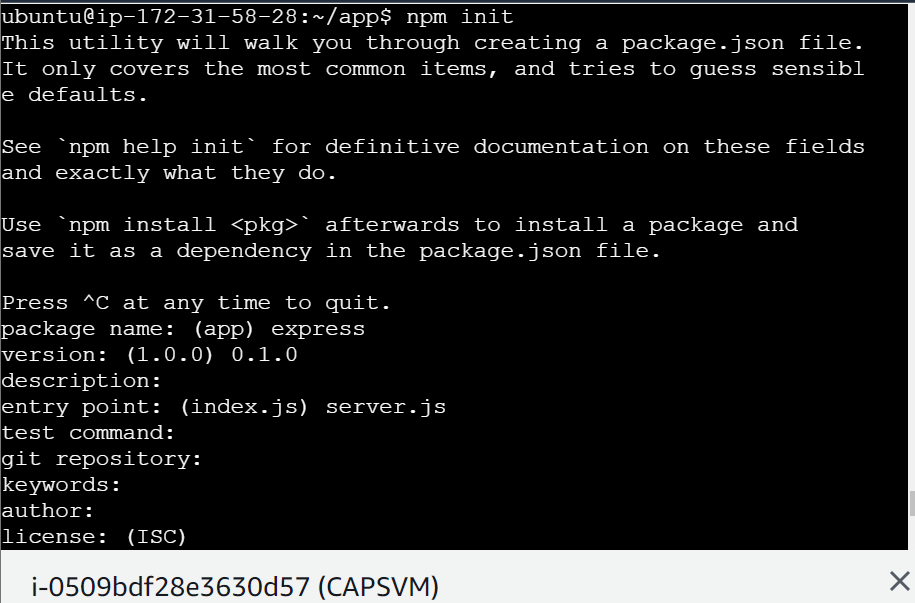 ubuntu@ip-172-31-58-28:~/app$ npm init
This utility will walk you through creating a package.json file.
It only covers the most common items, and tries to guess sensibl
e defaults.
See `npm help init` for definitive documentation on these fields
and exactly what they do.
Use `npm install <pkg>` afterwards to install a package and
save it as a dependency in the package.json file.
Press ^C at any time to quit.
package name: (app) express
version: (1.0.0) 0.1.0
description:
entry point: (index.js) server.js
test command:
git repository:
keywords:
author:
license: (ISC)
i-0509bdf28e3630d57 (CAPSVM)